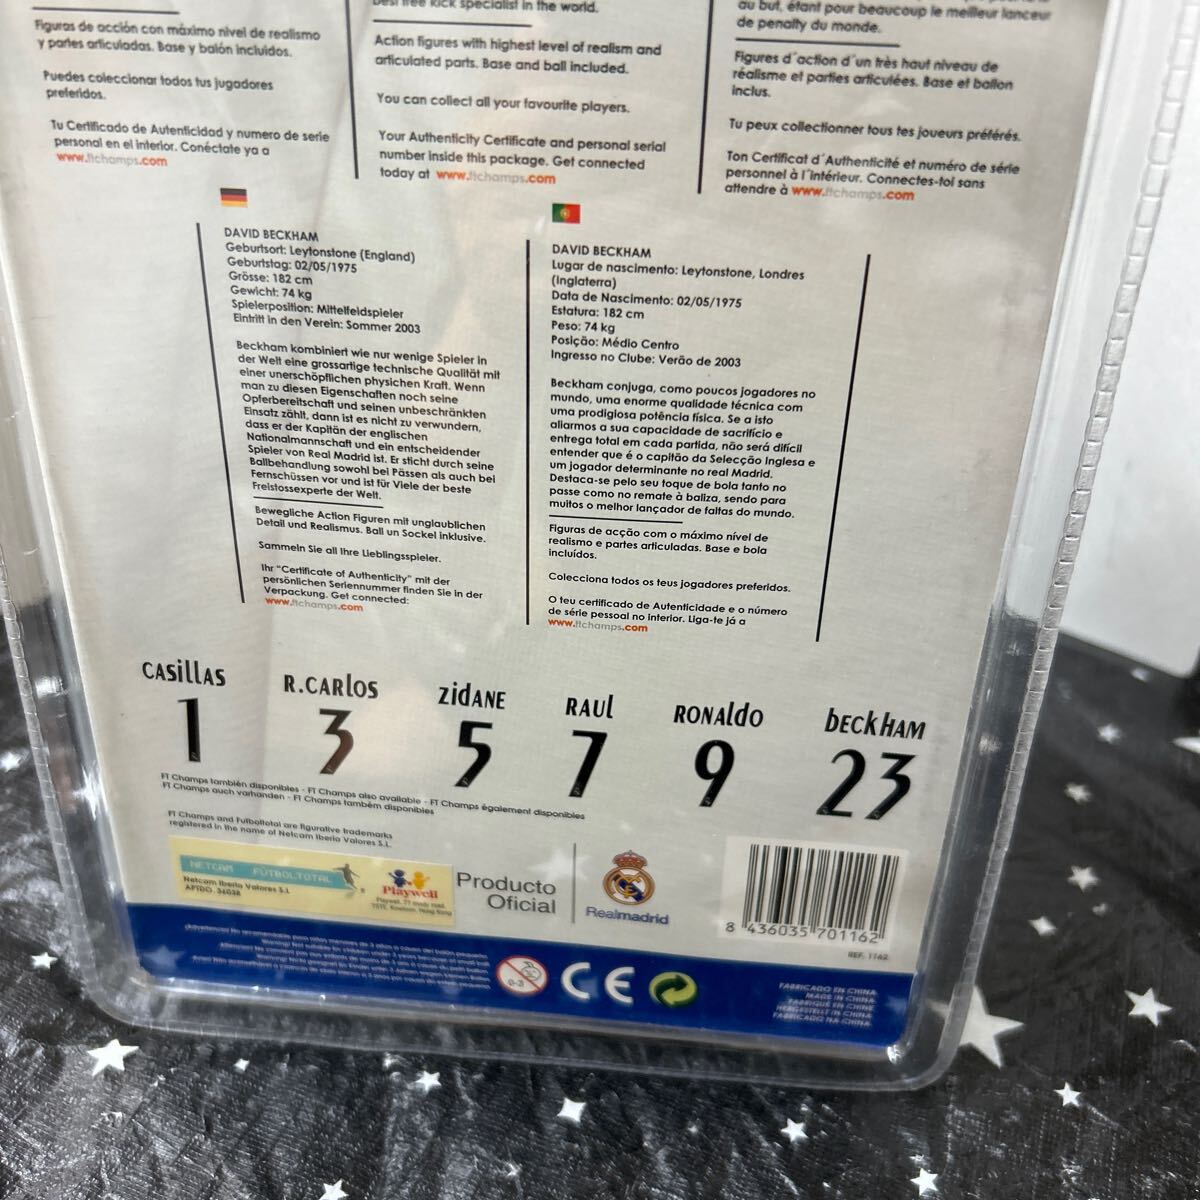 Figuras de acción con máximo nivel de realismo
y partes articuladas. Base y balón incluidos.
Puedes coleccionar todos tus jugadores
preferidos.
Tu Certificado de Autenticidad y numero de serie
personal en el interior. Conéctate ya a
www.ftchamps.com
best free kick specialist in the world.
Action figures with highest level of realism and
articulated parts. Base and ball included.
You can collect all your favourite players.
Your Authenticity Certificate and personal serial
number inside this package. Get connected
today at www.ftchamps.com
au but, étant pour beaucoup le meilleur lanceur
de penalty du monde.
Figures d´action d´un très haut niveau de
réalisme et parties articulées. Base et ballon
inclus.
Tu peux collectionner tous tes joueurs préférés.
Ton Certificat d´Authenticité et numéro de série
personnel à l´intérieur. Connectes-toi sans
attendre à www.ftchamps.com
DAVID BECKHAM
Geburtsort: Leytonstone (England)
Geburtstag: 02/05/1975
Grösse: 182 cm
Gewicht: 74 kg
Spielerposition: Mittelfeldspieler
Eintritt in den Verein: Sommer 2003
Beckham kombiniert wie nur wenige Spieler in
der Welt eine grossartige technische Qualität mit
einer unerschöpflichen physichen Kraft. Wenn
man zu diesen Eigenschaften noch seine
Opferbereitschaft und seinen unbeschränkten
Einsatz zählt, dann ist es nicht zu verwundern,
dass er der Kapitän der englischen
Nationalmannschaft und ein entscheidender
Spieler von Real Madrid ist. Er sticht durch seine
Ballbehandlung sowohl bei Pässen als auch bei
Fernschüssen vor und ist für Viele der beste
Freistossexperte der Welt.
Bewegliche Action Figuren mit unglaublichen
Detail und Realismus. Ball un Sockel inklusive.
Sammeln Sie all Ihre Lieblingsspieler.
Ihr "Certificate of Authenticity" mit der
persönlichen Seriennummer finden Sie in der
Verpackung. Get connected:
www.ftchamps.com
DAVID BECKHAM
Lugar de nascimento: Leytonstone, Londres
(Inglaterra)
Data de Nascimento: 02/05/1975
Estatura: 182 cm
Peso: 74 kg
Posição: Médio Centro
Ingresso no Clube: Verão de 2003
Beckham conjuga, como poucos jogadores no
mundo, uma enorme qualidade técnica com
uma prodigiosa potência física. Se a isto
aliarmos a sua capacidade de sacrifício e
entrega total em cada partida, não será difícil
entender que é o capitão da Selecção Inglesa e
um jogador determinante no real Madrid.
Destaca-se pelo seu toque de bola tanto no
passe como no remate à baliza, sendo para
muitos o melhor lançador de faltas do mundo.
Figuras de acção com o máximo nível de
realismo e partes articuladas. Base e bola
incluídos.
Colecciona todos os teus jogadores preferidos.
O teu certificado de Autenticidade e o número
de série pessoal no interior. Liga-te já a
www.ftchamps.com
CASILLAS R.CARLOS ZIDANE RAUL RONALDO BECKHAM
1 3 5 7 9 23
FT Champs también disponibles - FT Champs also available - FT Champs également disponibles
FT Champs auch vorhanden - FT Champs também disponibles
FT Champs and Futboltotal are figurative trademarks
registered in the name of Netcam Iberia Valores S.L.
NETCAM FÚTBOLTOTAL
Netcam Iberia Valores S.L
APTDO. 36038
Playwell
Producto
Oficial
Realmadrid
8 436035 701162
REF. 1162
0-3
CE
FABRICADO EN CHINA
MADE IN CHINA
FABRIQUÉ EN CHINE
HERGESTELLT IN CHINA
FABRICADO NA CHINA